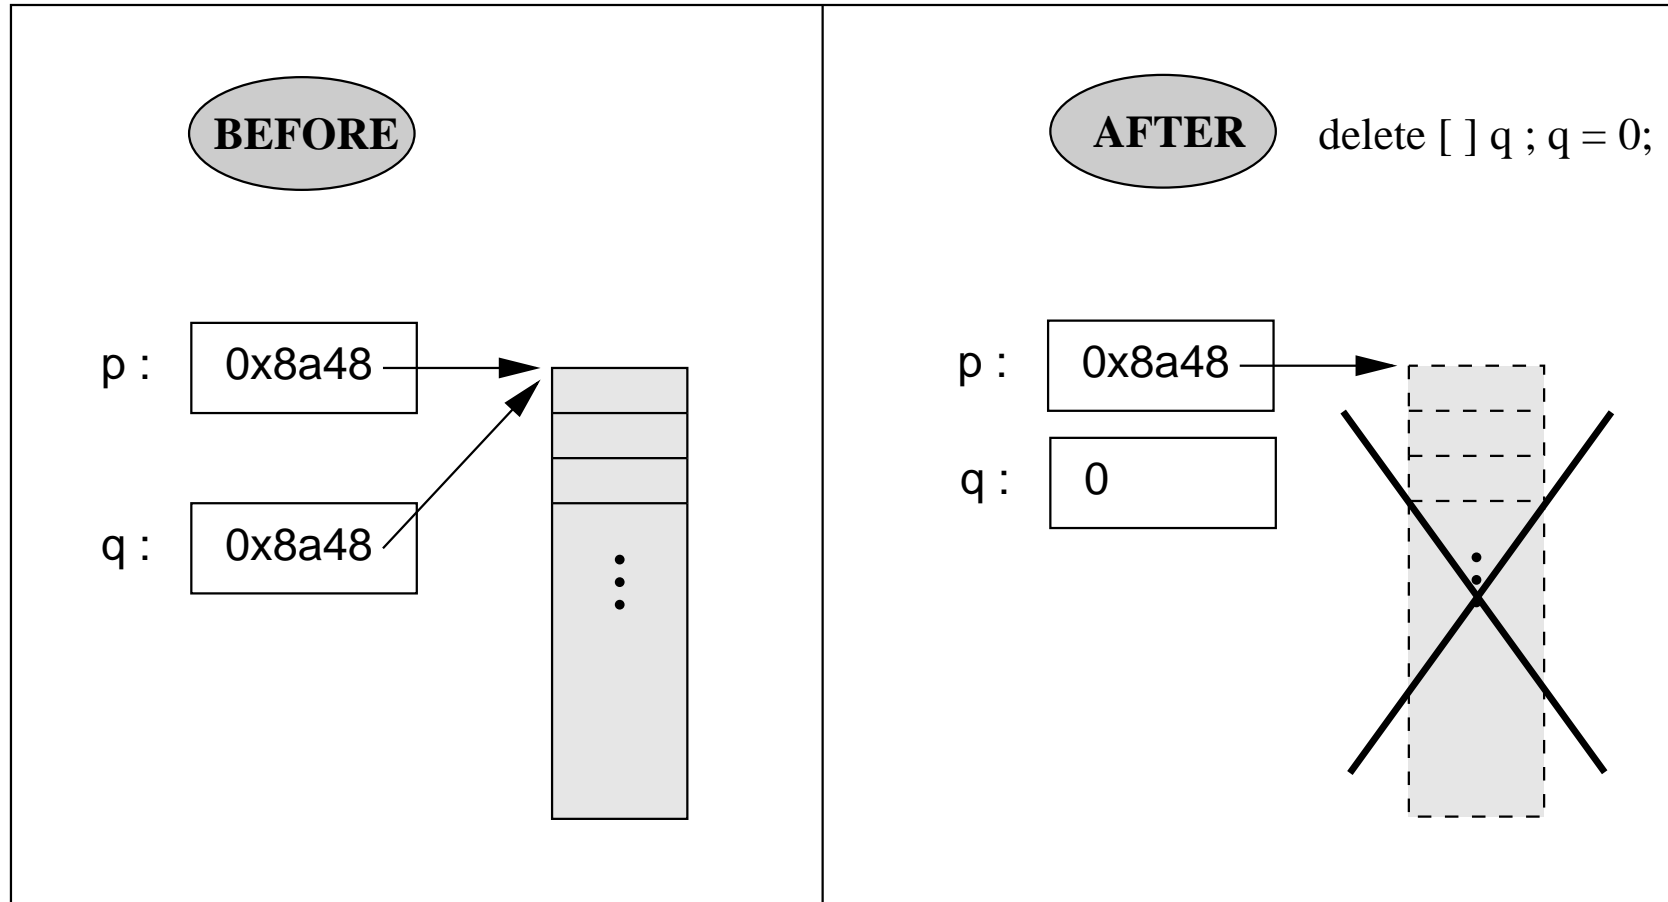 BEFORE
p : 0x8a48
q : 0x8a48
AFTER delete [ ] q ; q = 0;
p : 0x8a48
q : 0